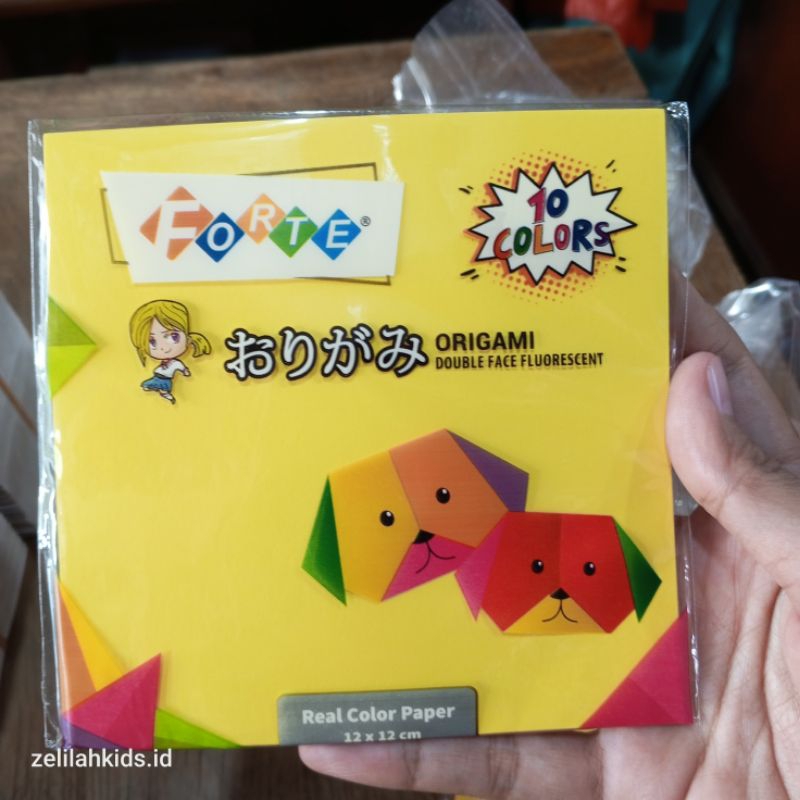 FORTE®
10
COLORS
おりがみ
ORIGAMI
DOUBLE FACE FLUORESCENT
Real Color Paper
12 x 12 cm
zelilahkids.id